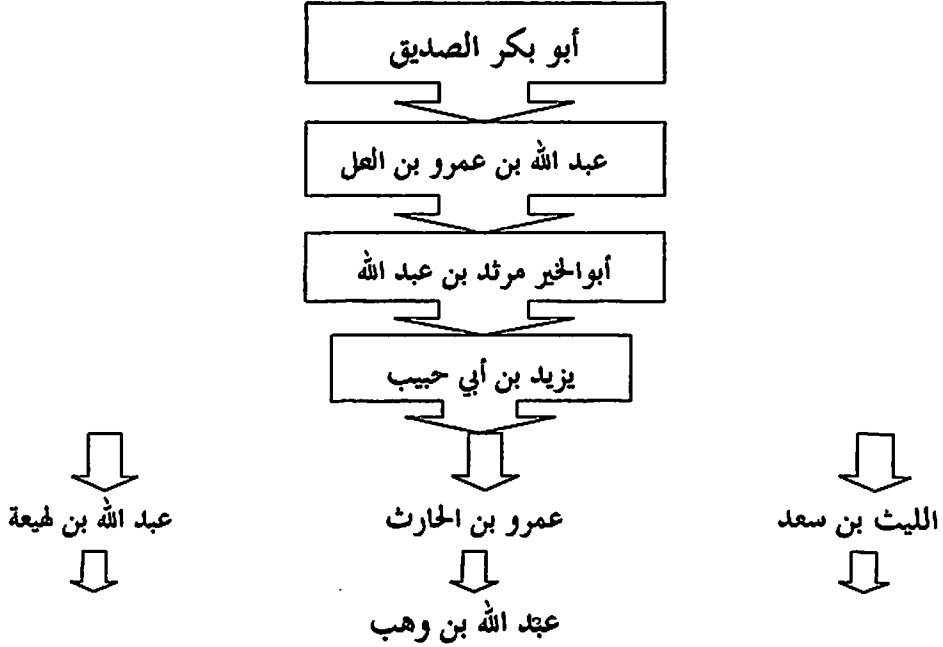 أبو بكر الصديق
عبد الله بن عمرو بن العل
أبوالخير مرثد بن عبد الله
يزيد بن أبي حبيب
الليث بن سعد
عمرو بن الحارث
عبد الله بن لهيعة
عبد الله بن وهب